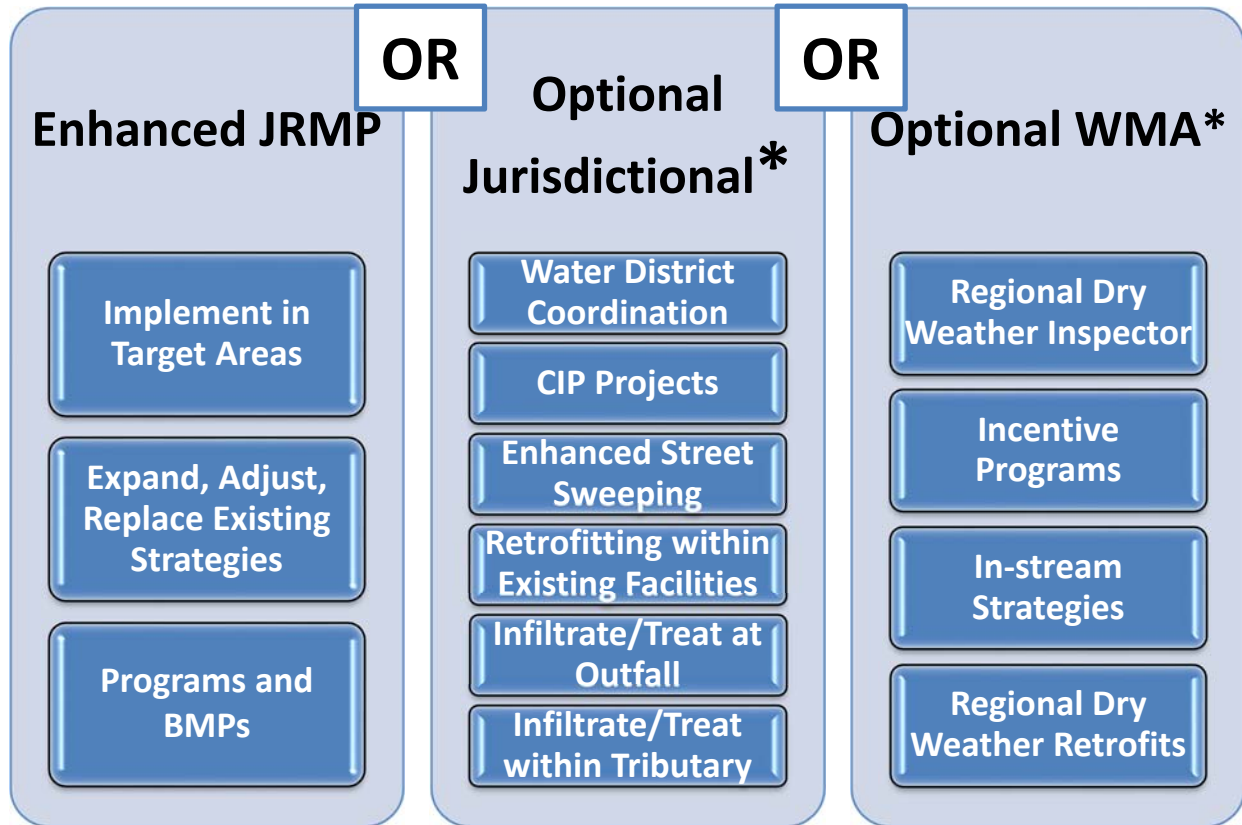 Enhanced JRMP
Implement in
Target Areas
Expand, Adjust,
Replace Existing
Strategies
Programs and
BMPs
OR
Optional
Jurisdictional*
Water District
Coordination
CIP Projects
Enhanced Street
Sweeping
Retrofitting within
Existing Facilities
Infiltrate/Treat at
Outfall
Infiltrate/Treat
within Tributary
OR
Optional WMA*
Regional Dry
Weather Inspector
Incentive
Programs
In-stream
Strategies
Regional Dry
Weather Retrofits